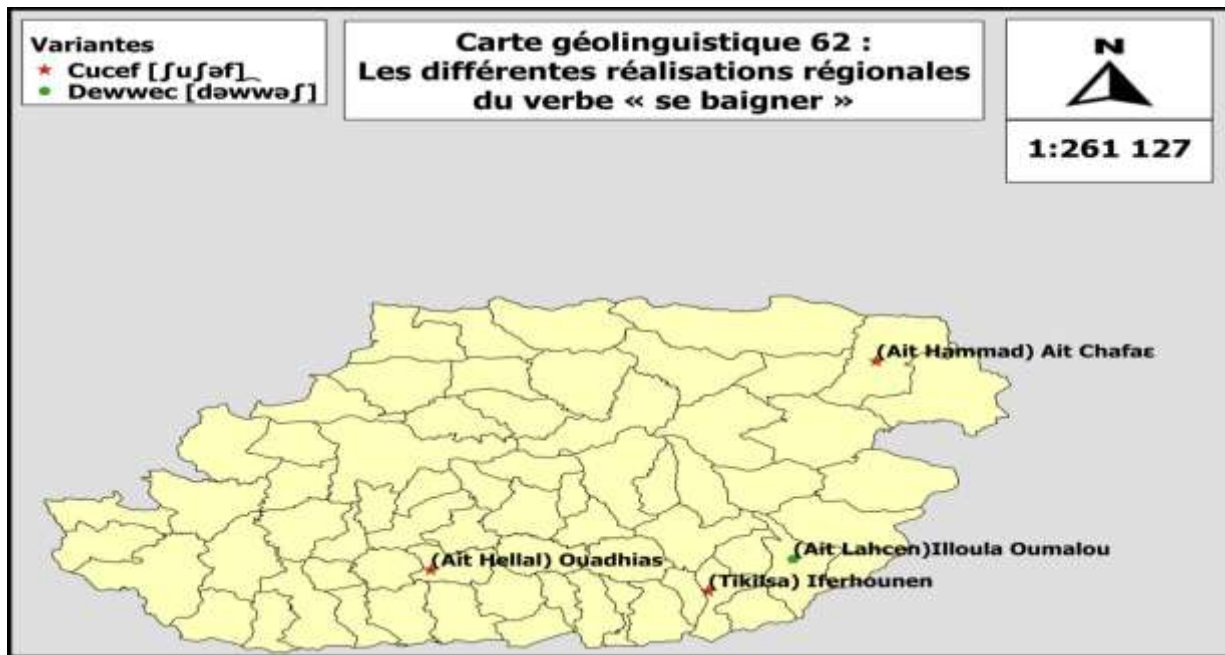 Variantes
Cucef [ʃuʃəf]
Dewwec [dəwwəʃ]
Carte géolinguistique 62 :
Les différentes réalisations régionales
du verbe « se baigner »
N
1:261 127
(Ait Hammad) Ait Chafaɛ
(Ait Lahcen)Illoula Oumalou
(Aït Hellal) Ouadhias
(Tikilsa) Iferhounen